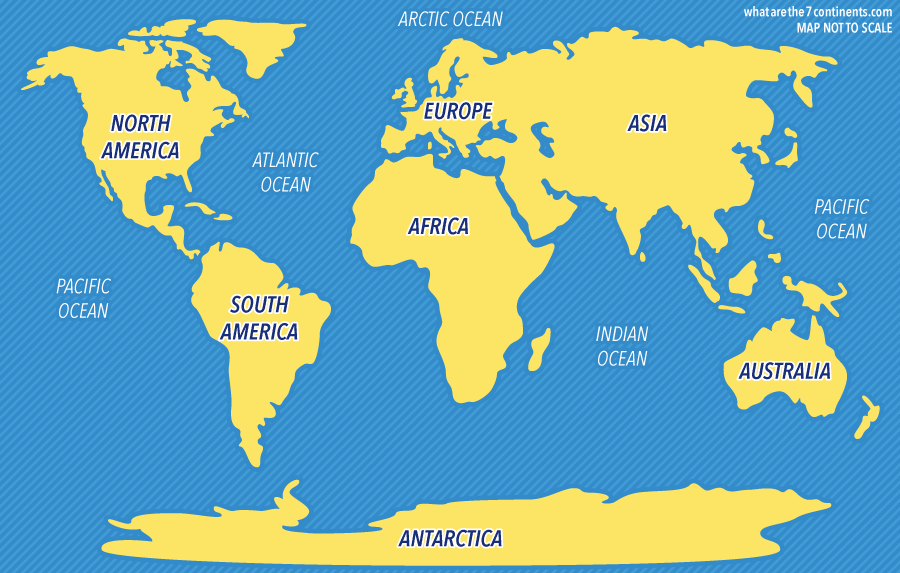 ARCTIC OCEAN
whatarethe7continents.com
MAP NOT TO SCALE
NORTH
AMERICA
EUROPE
ASIA
ATLANTIC
OCEAN
AFRICA
PACIFIC
OCEAN
PACIFIC
OCEAN
SOUTH
AMERICA
INDIAN
OCEAN
AUSTRALIA
ANTARCTICA